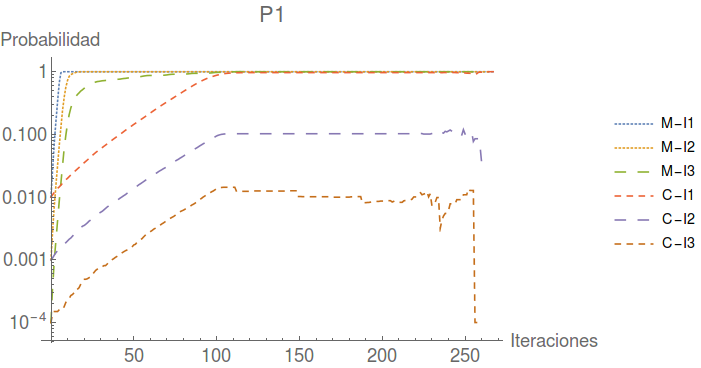 P1
Probabilidad
1
0.100
0.010
0.001
10⁻⁴
50 100 150 200 250
Iteraciones
M-I1
M-I2
M-I3
C-I1
C-I2
C-I3